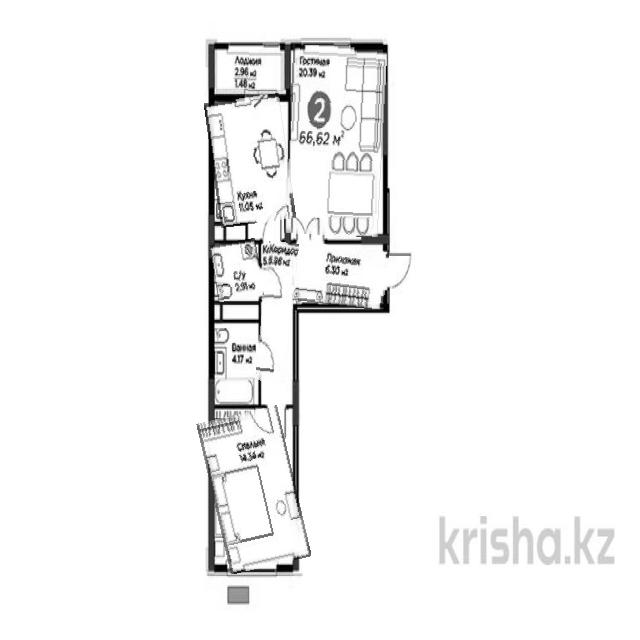 Лоджия
2.96 м2
1.48 м2
Гостиная
20.39 м2
2
66,62 м²
Кухня
11.05 м2
Коридор
5.96 м2
Прихожая
6.30 м2
С/У
2.91 м2
Ванная
4.17 м2
Спальня
14.34 м2
krisha.kz